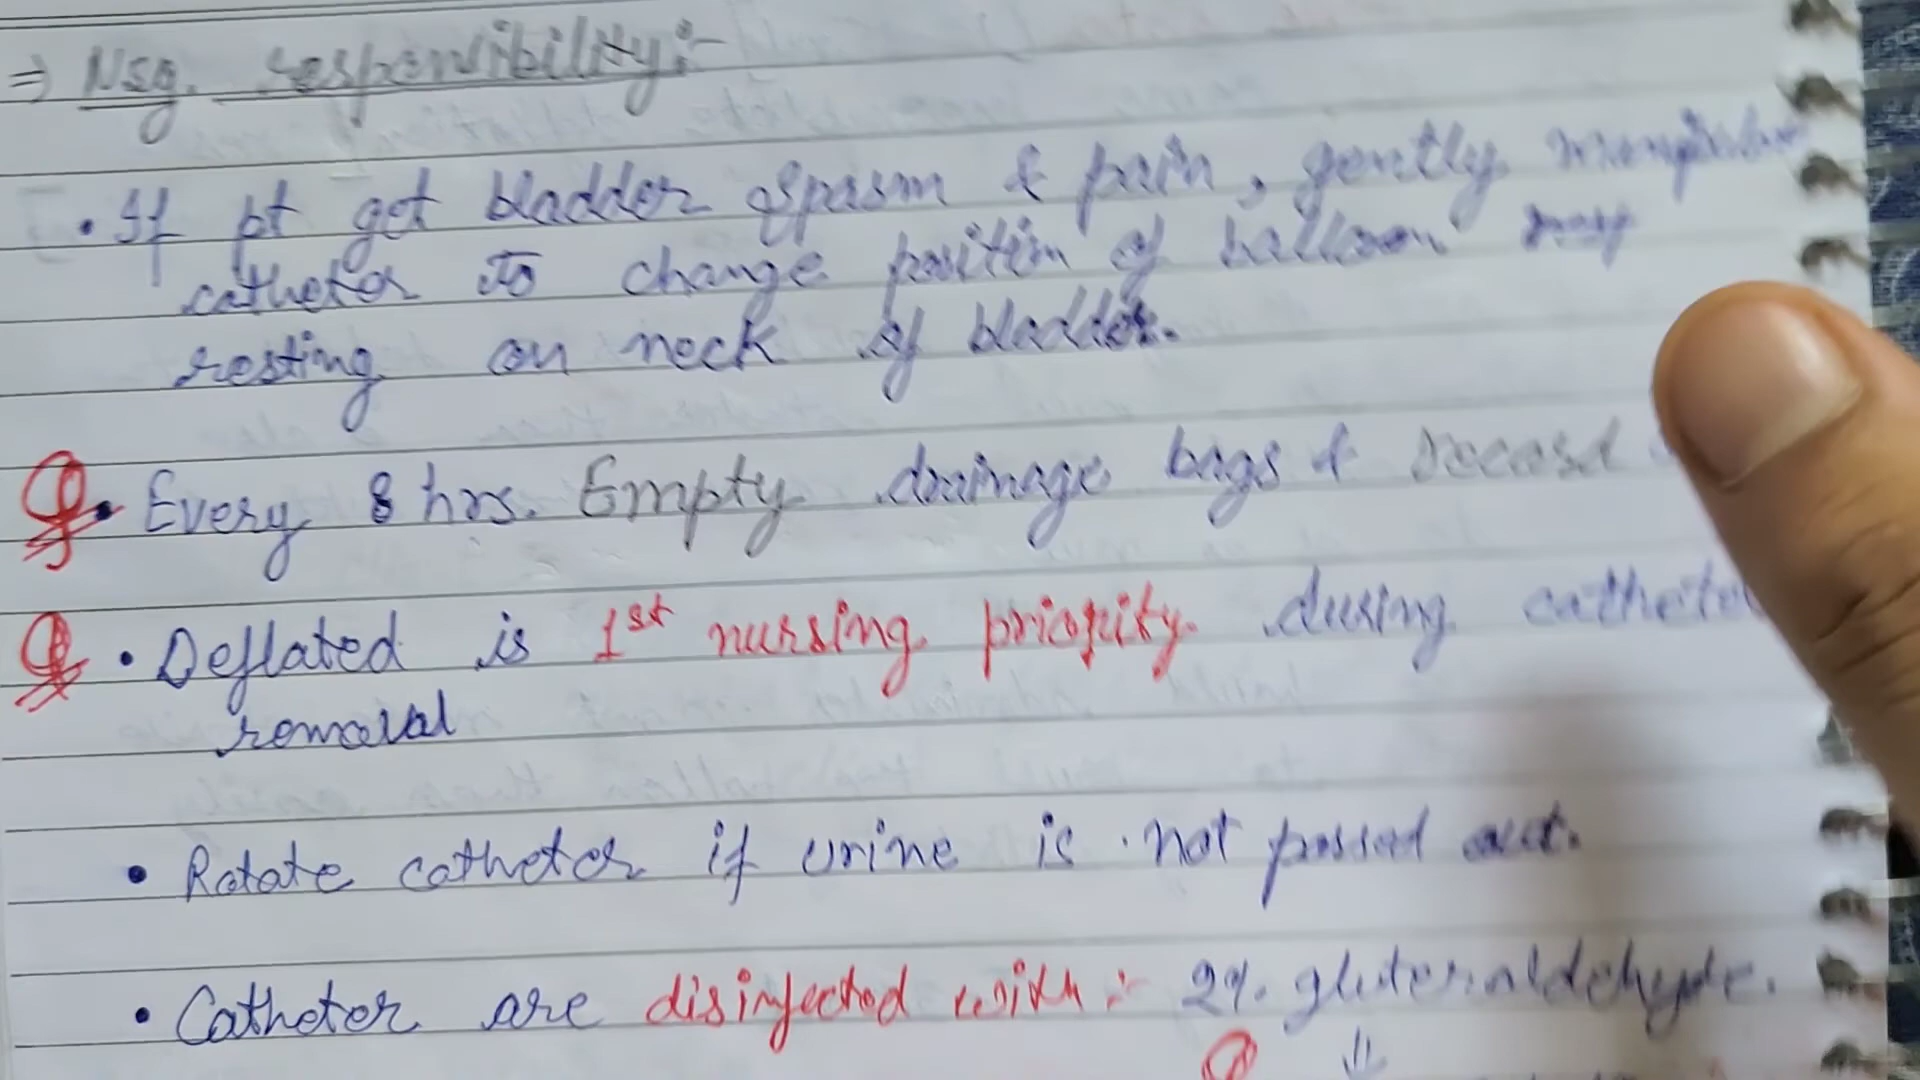 ⇒ Nsg. responsibility:-
• If pt get bladder spasm & pain, gently
catheter to change position of balloon may
resting on neck of bladder.
Q • Every 8 hrs. Empty drainage bags & record
Q • Deflated is 1st nursing priority during catheter
removal
• Rotate catheter if urine is not passed out.
• Catheter are disinfected with :- 2% gluteraldehyde.
Q ⇓